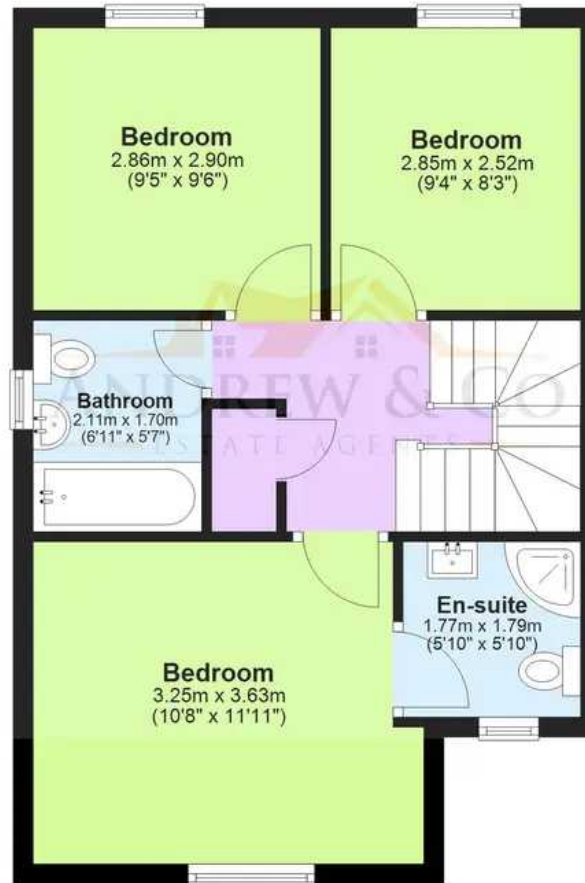 Bedroom
2.86m x 2.90m
(9'5" x 9'6")
Bedroom
2.85m x 2.52m
(9'4" x 8'3")
ANDREW & CO
ESTATE AGENTS
Bathroom
2.11m x 1.70m
(6'11" x 5'7")
En-suite
1.77m x 1.79m
(5'10" x 5'10")
Bedroom
3.25m x 3.63m
(10'8" x 11'11")